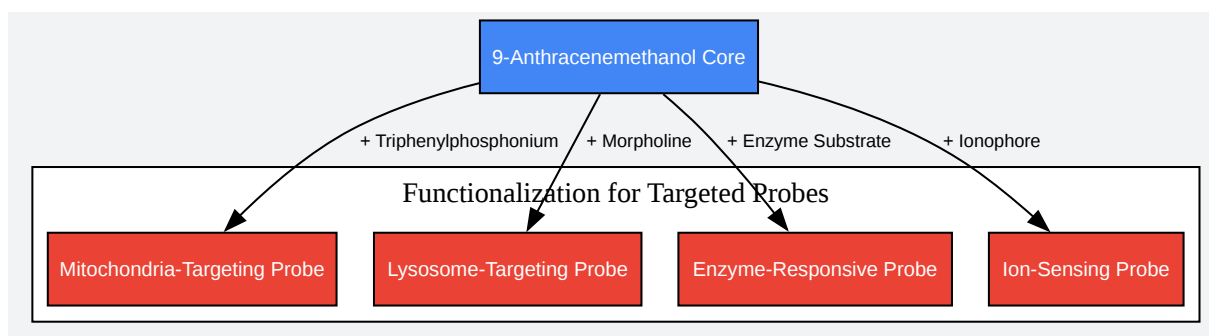 9-Anthracenemethanol Core
+ Triphenylphosphonium
+ Morpholine
+ Enzyme Substrate
+ Ionophore
Functionalization for Targeted Probes
Mitochondria-Targeting Probe
Lysosome-Targeting Probe
Enzyme-Responsive Probe
Ion-Sensing Probe